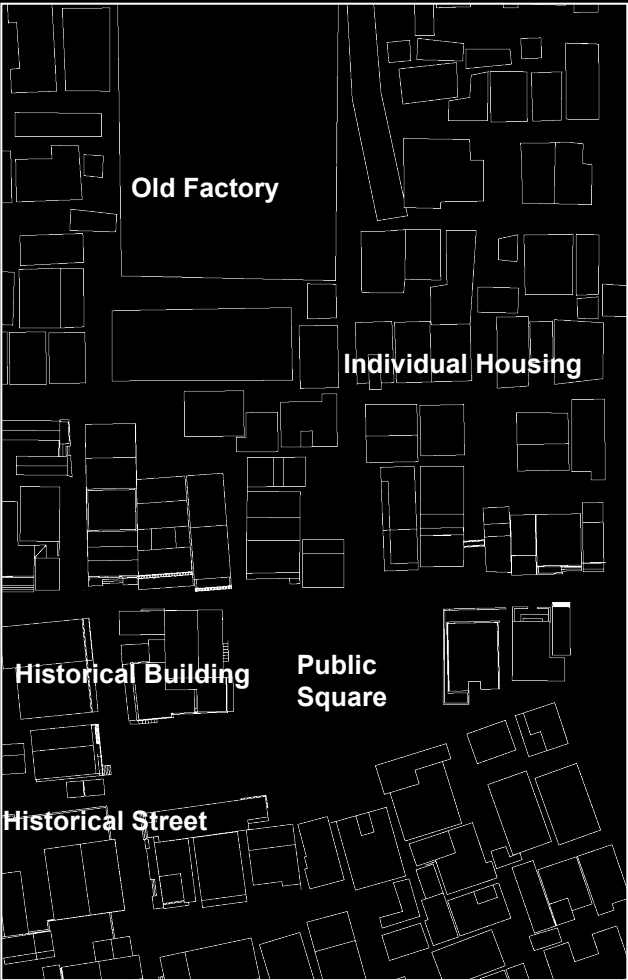 Old Factory
Individual Housing
Historical Building
Public
Square
Historical Street